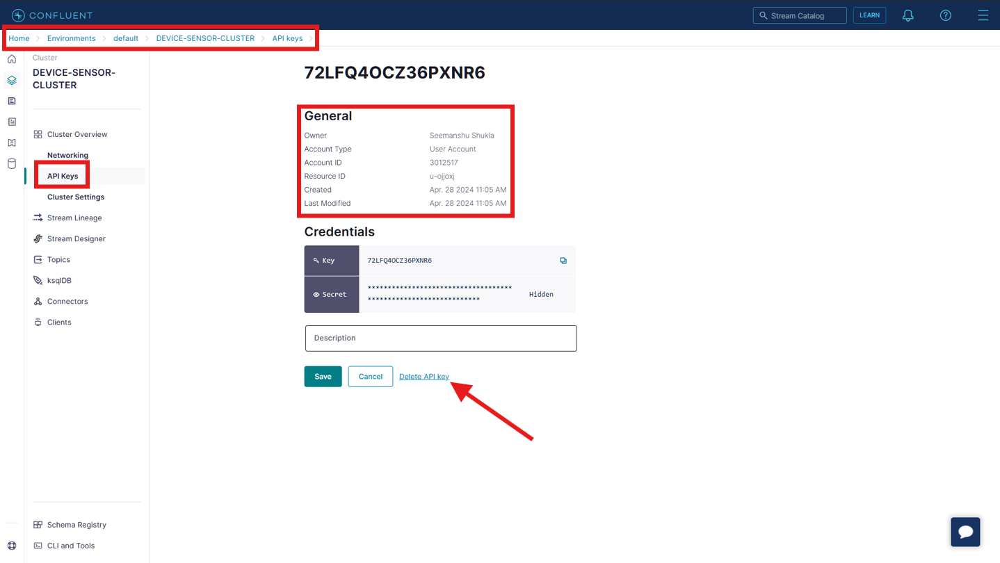 CONFLUENT
Stream Catalog
LEARN
Home > Environments > default > DEVICE-SENSOR-CLUSTER > API keys >
Cluster
DEVICE-SENSOR-
CLUSTER
Cluster Overview
Networking
API Keys
Cluster Settings
Stream Lineage
Stream Designer
Topics
ksqlDB
Connectors
Clients
Schema Registry
CLI and Tools
72LFQ4OCZ36PXNR6
General
Owner Seemanshu Shukla
Account Type User Account
Account ID 3012517
Resource ID u-ojjoxj
Created Apr. 28 2024 11:05 AM
Last Modified Apr. 28 2024 11:05 AM
Credentials
Key 72LFQ4OCZ36PXNR6
Secret ************************************ Hidden
****************************
Description
Save Cancel Delete API key